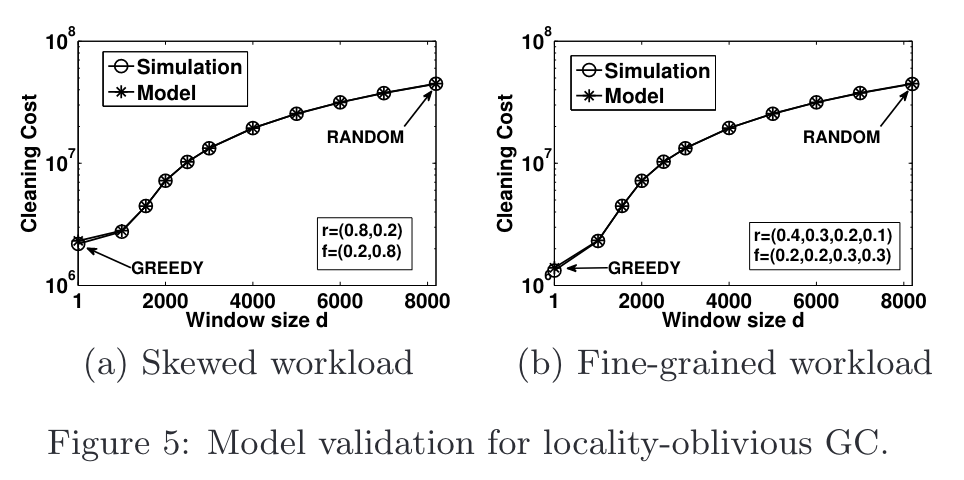 10^8
10^7
10^6
Cleaning Cost
Simulation
Model
RANDOM
GREEDY
r=(0.8,0.2)
f=(0.2,0.8)
1 2000 4000 6000 8000
Window size d
(a) Skewed workload
10^8
10^7
10^6
Cleaning Cost
Simulation
Model
RANDOM
GREEDY
r=(0.4,0.3,0.2,0.1)
f=(0.2,0.2,0.3,0.3)
1 2000 4000 6000 8000
Window size d
(b) Fine-grained workload
Figure 5: Model validation for locality-oblivious GC.